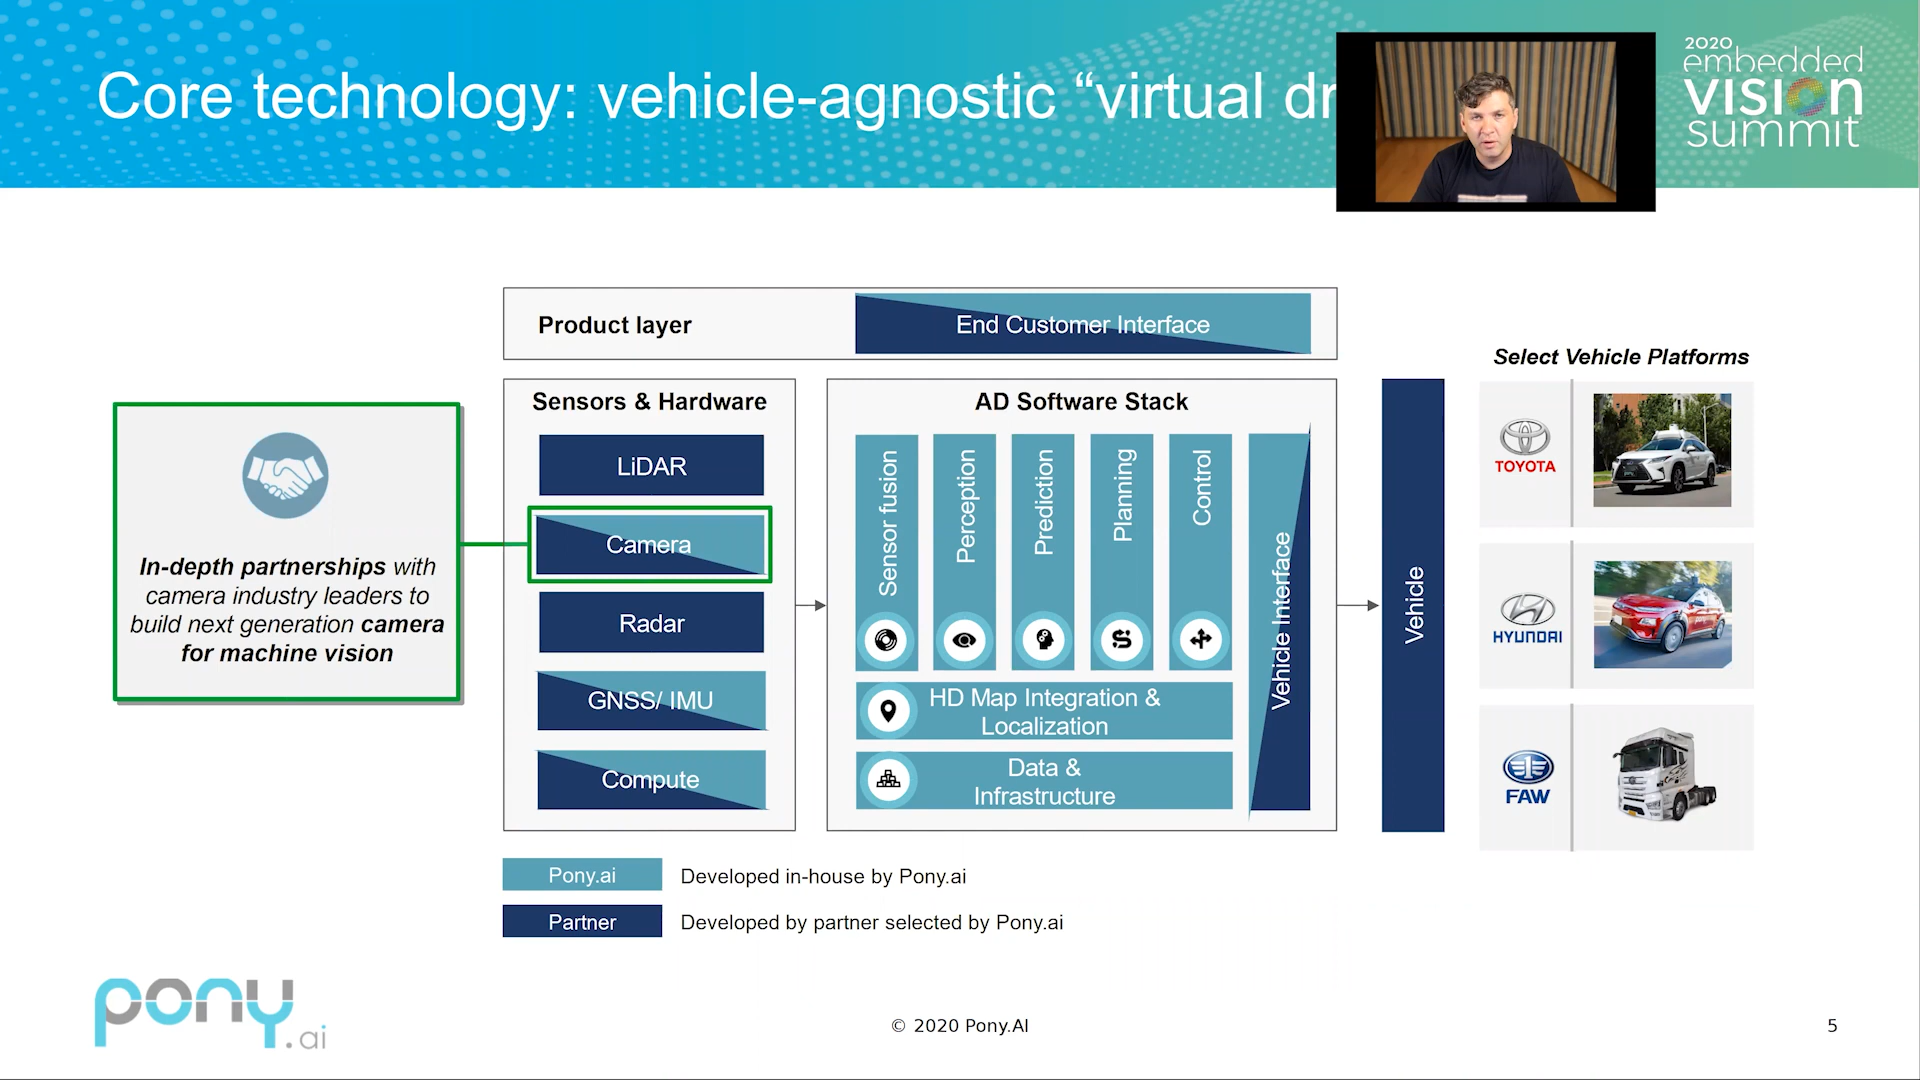 Core technology: vehicle-agnostic “virtual dr
2020
embedded
vision
summit
Product layer
End Customer Interface
Select Vehicle Platforms
Sensors & Hardware
AD Software Stack
In-depth partnerships with
camera industry leaders to
build next generation camera
for machine vision
LiDAR
Camera
Radar
GNSS/ IMU
Compute
Sensor fusion
Perception
Prediction
Planning
Control
Vehicle Interface
HD Map Integration &
Localization
Data &
Infrastructure
Vehicle
TOYOTA
HYUNDAI
FAW
Pony.ai
Developed in-house by Pony.ai
Partner
Developed by partner selected by Pony.ai
pony.ai
© 2020 Pony.AI
5